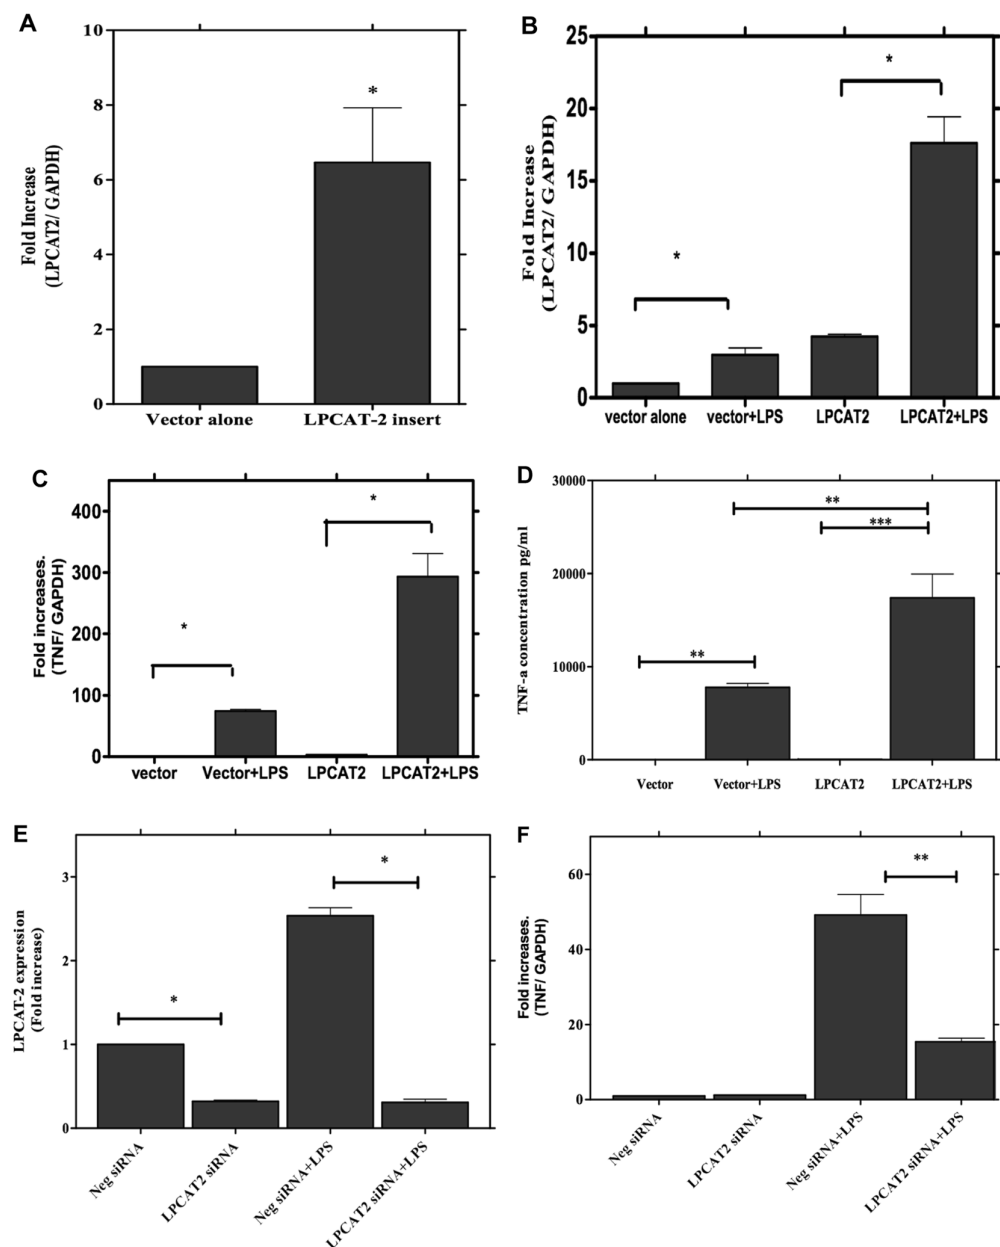 A
10
8
6
4
2
0
Fold Increase
(LPCAT2/ GAPDH)
*
Vector alone
LPCAT-2 insert
B
25
20
15
10
5
0
Fold Increase
(LPCAT2/ GAPDH)
*
*
vector alone
vector+LPS
LPCAT2
LPCAT2+LPS
C
400
300
200
100
0
Fold increases.
(TNF/ GAPDH)
*
*
vector
Vector+LPS
LPCAT2
LPCAT2+LPS
D
30000
20000
10000
0
TNF-a concentration pg/ml
**
***
**
Vector
Vector+LPS
LPCAT2
LPCAT2+LPS
E
3
2
1
0
LPCAT-2 expression
(Fold increase)
*
*
Neg siRNA
LPCAT2 siRNA
Neg siRNA+LPS
LPCAT2 siRNA+LPS
F
60
40
20
0
Fold increases.
(TNF/ GAPDH)
**
Neg siRNA
LPCAT2 siRNA
Neg siRNA+LPS
LPCAT2 siRNA+LPS